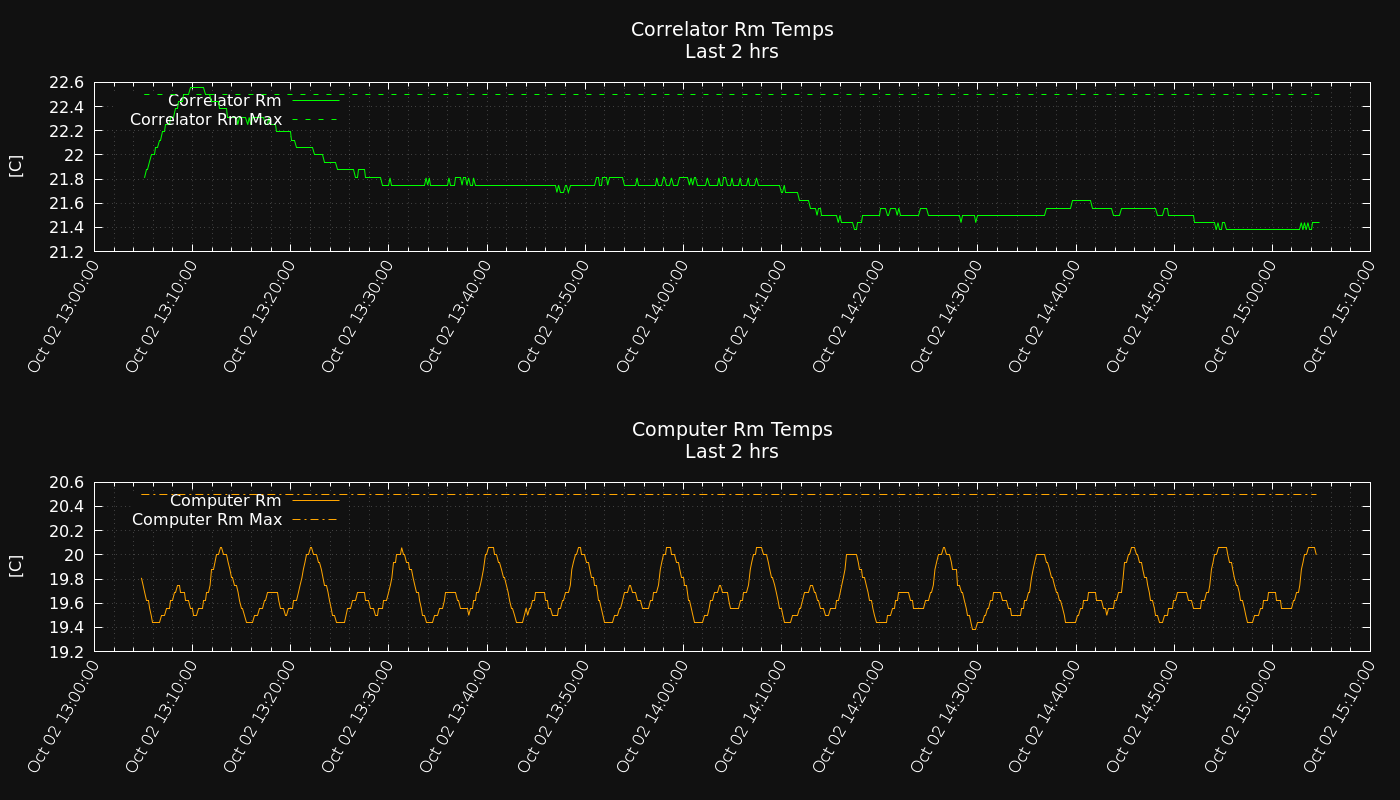 Correlator Rm Temps
Last 2 hrs
22.6
22.4
22.2
22
21.8
21.6
21.4
21.2
[C]
Correlator Rm
Correlator Rm Max
Oct 02 13:00:00
Oct 02 13:10:00
Oct 02 13:20:00
Oct 02 13:30:00
Oct 02 13:40:00
Oct 02 13:50:00
Oct 02 14:00:00
Oct 02 14:10:00
Oct 02 14:20:00
Oct 02 14:30:00
Oct 02 14:40:00
Oct 02 14:50:00
Oct 02 15:00:00
Oct 02 15:10:00
Computer Rm Temps
Last 2 hrs
20.6
20.4
20.2
20
19.8
19.6
19.4
19.2
[C]
Computer Rm
Computer Rm Max
Oct 02 13:00:00
Oct 02 13:10:00
Oct 02 13:20:00
Oct 02 13:30:00
Oct 02 13:40:00
Oct 02 13:50:00
Oct 02 14:00:00
Oct 02 14:10:00
Oct 02 14:20:00
Oct 02 14:30:00
Oct 02 14:40:00
Oct 02 14:50:00
Oct 02 15:00:00
Oct 02 15:10:00